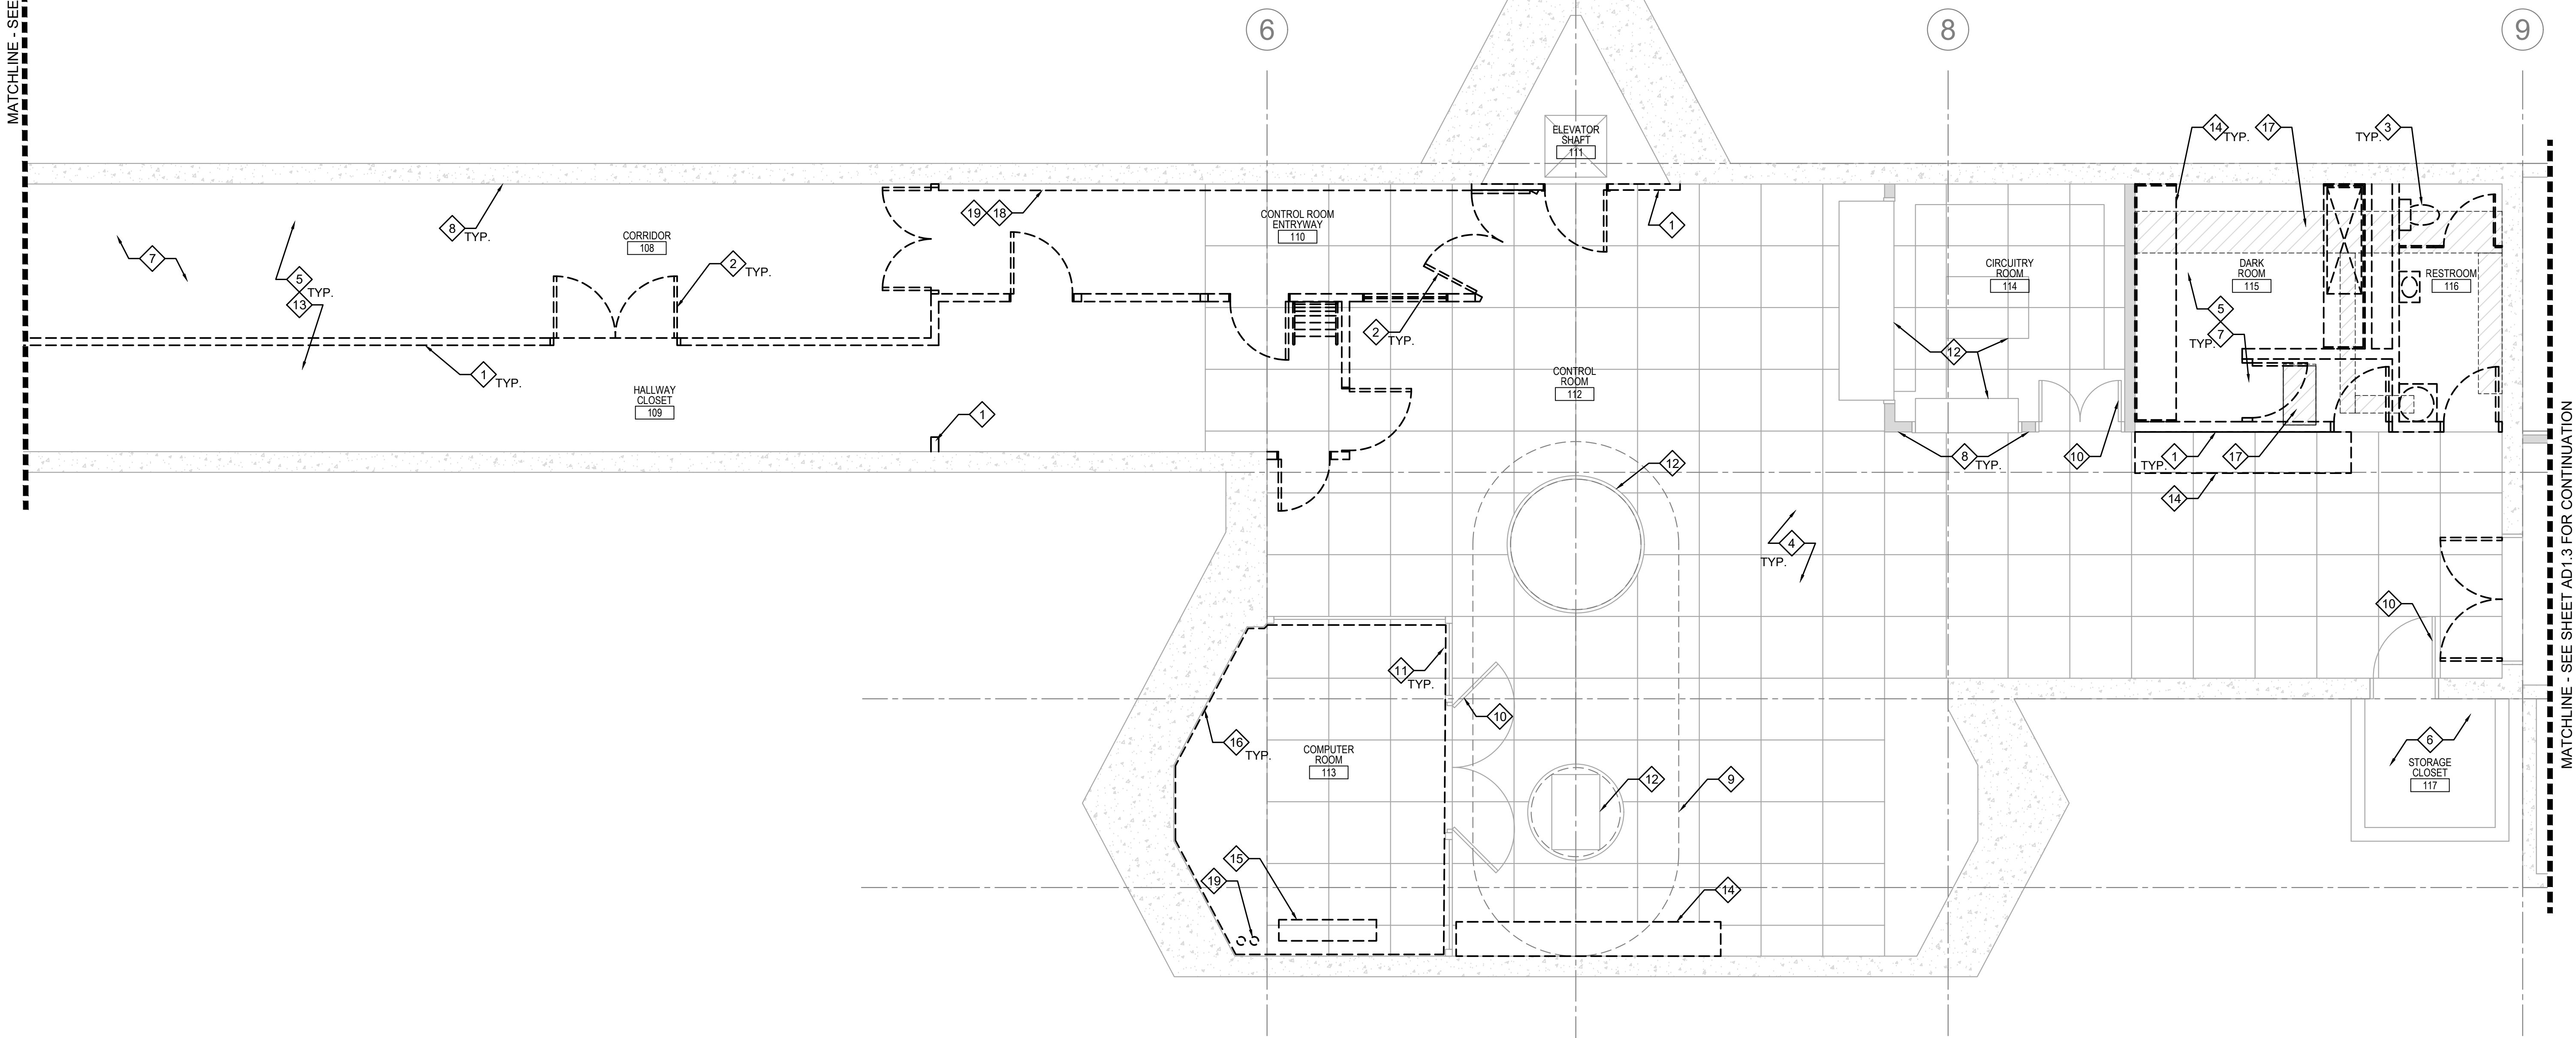 MATCHLINE - SEE
6
8
9
ELEVATOR
SHAFT
111
14
TYP.
17
TYP.
3
8
TYP.
CORRIDOR
108
19
18
CONTROL ROOM
ENTRYWAY
110
1
7
5
TYP.
13
2
TYP.
CIRCUITRY
ROOM
114
DARK
ROOM
115
RESTROOM
116
5
7
TYP.
2
TYP.
12
1
TYP.
HALLWAY
CLOSET
109
1
CONTROL
ROOM
112
12
8
TYP.
10
TYP.
1
17
14
4
TYP.
10
11
TYP.
10
16
TYP.
COMPUTER
ROOM
113
12
9
6
STORAGE
CLOSET
117
15
19
14
MATCHLINE - SEE SHEET AD1.3 FOR CONTINUATION